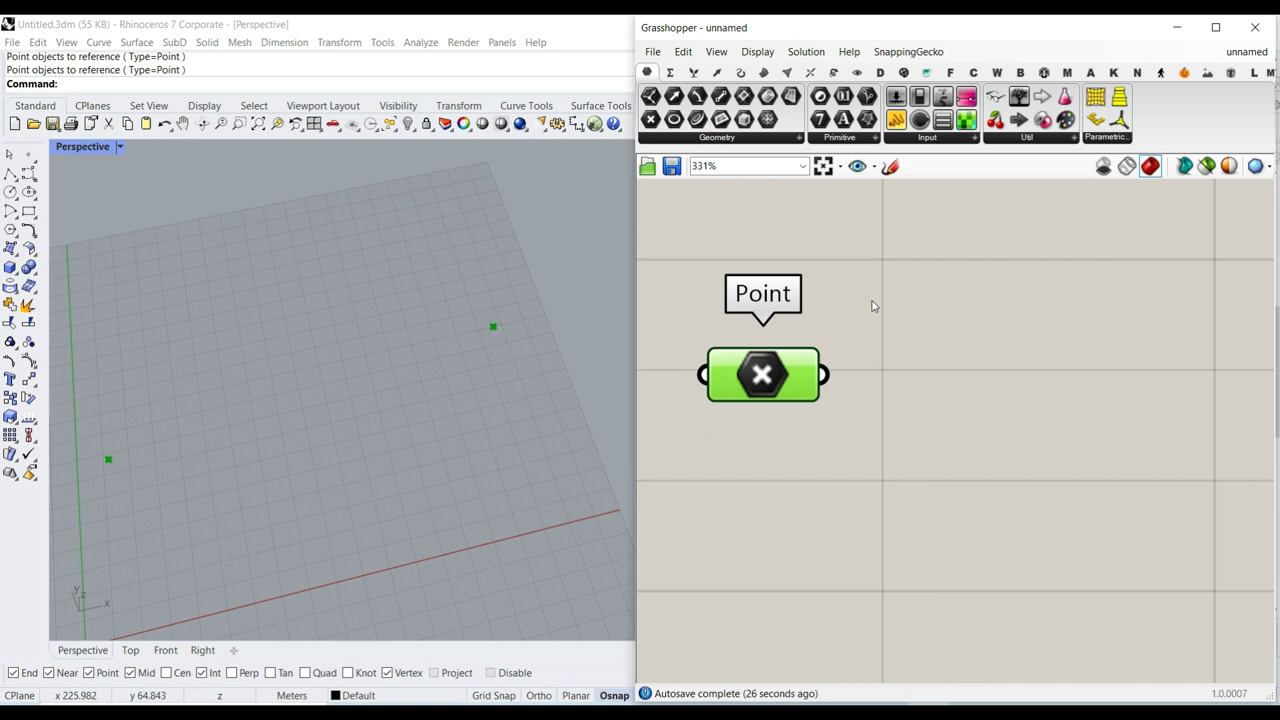 Untitled.3dm (55 KB) - Rhinoceros 7 Corporate - [Perspective]
File Edit View Curve Surface SubD Solid Mesh Dimension Transform Tools Analyze Render Panels Help
Point objects to reference ( Type=Point )
Point objects to reference ( Type=Point )
Command:
Standard CPlanes Set View Display Select Viewport Layout Visibility Transform Curve Tools Surface Tools
Perspective
y
z
x
Perspective Top Front Right
End Near Point Mid Cen Int Perp Tan Quad Knot Vertex Project Disable
CPlane x 225.982 y 64.843 z Meters Default Grid Snap Ortho Planar Osnap
Grasshopper - unnamed
File Edit View Display Solution Help SnappingGecko unnamed
D F C W B M A K N L M
Geometry Primitive Input Util Parametric...
331%
Point
Autosave complete (26 seconds ago) 1.0.0007